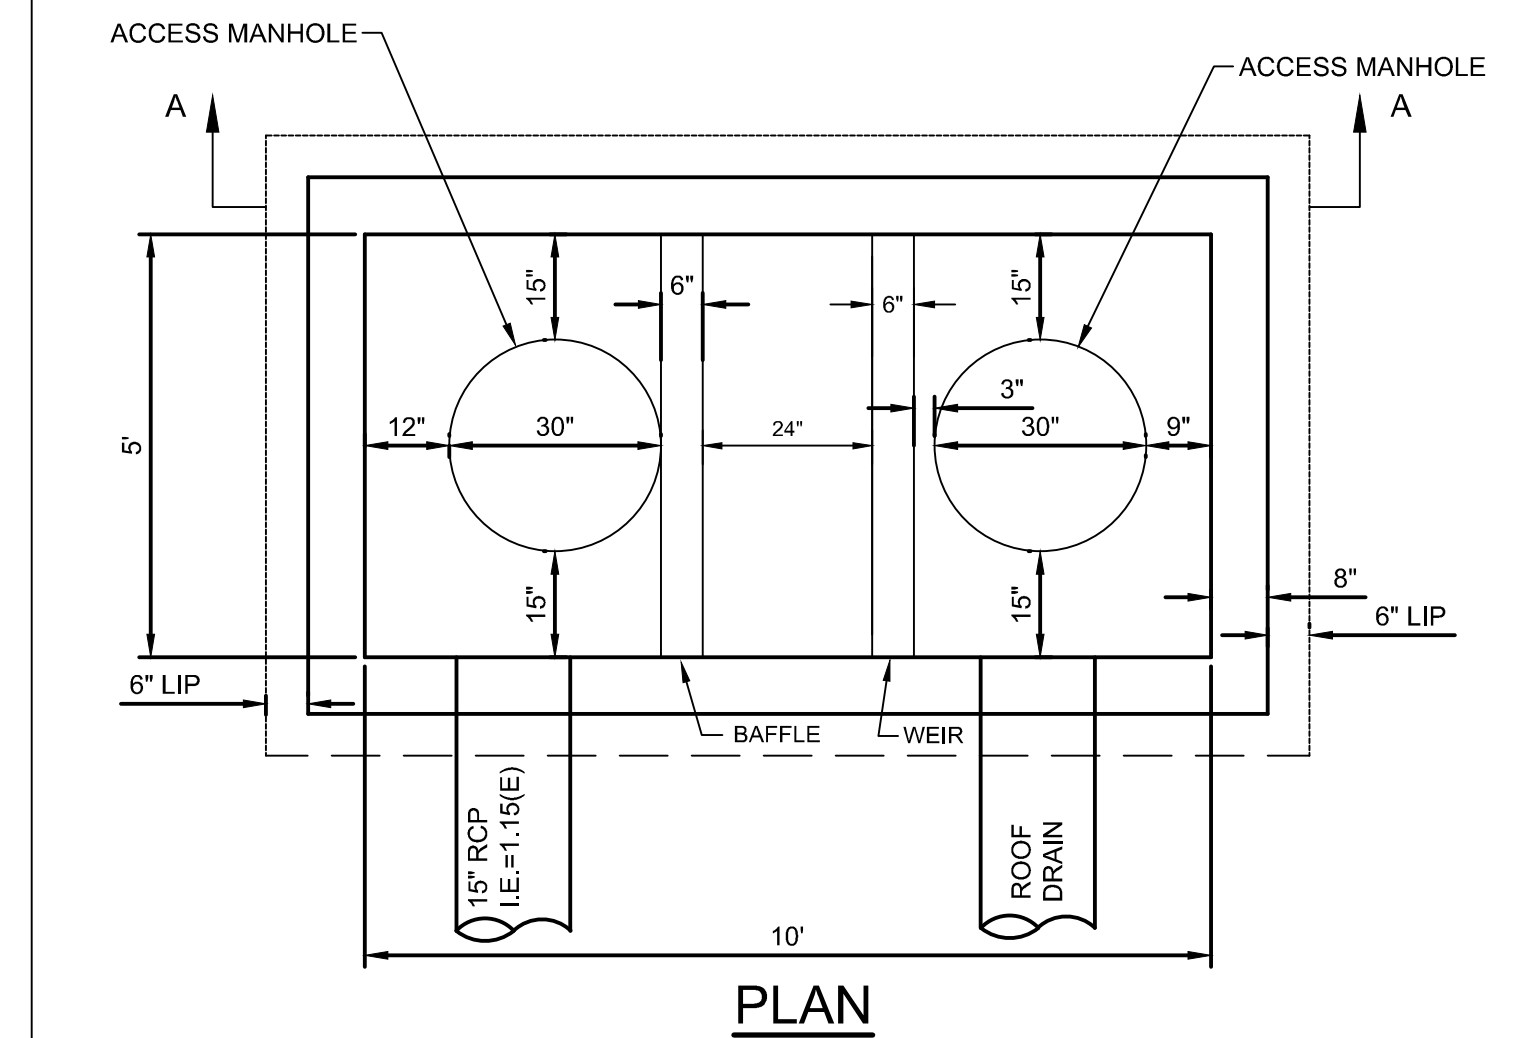 ACCESS MANHOLE
ACCESS MANHOLE
A
A
15"
6"
6"
15"
3"
12"
30"
24"
30"
9"
5'
15"
15"
8"
6" LIP
6" LIP
BAFFLE
WEIR
15" RCP
I.E.=1.15(E)
ROOF
DRAIN
10'
PLAN